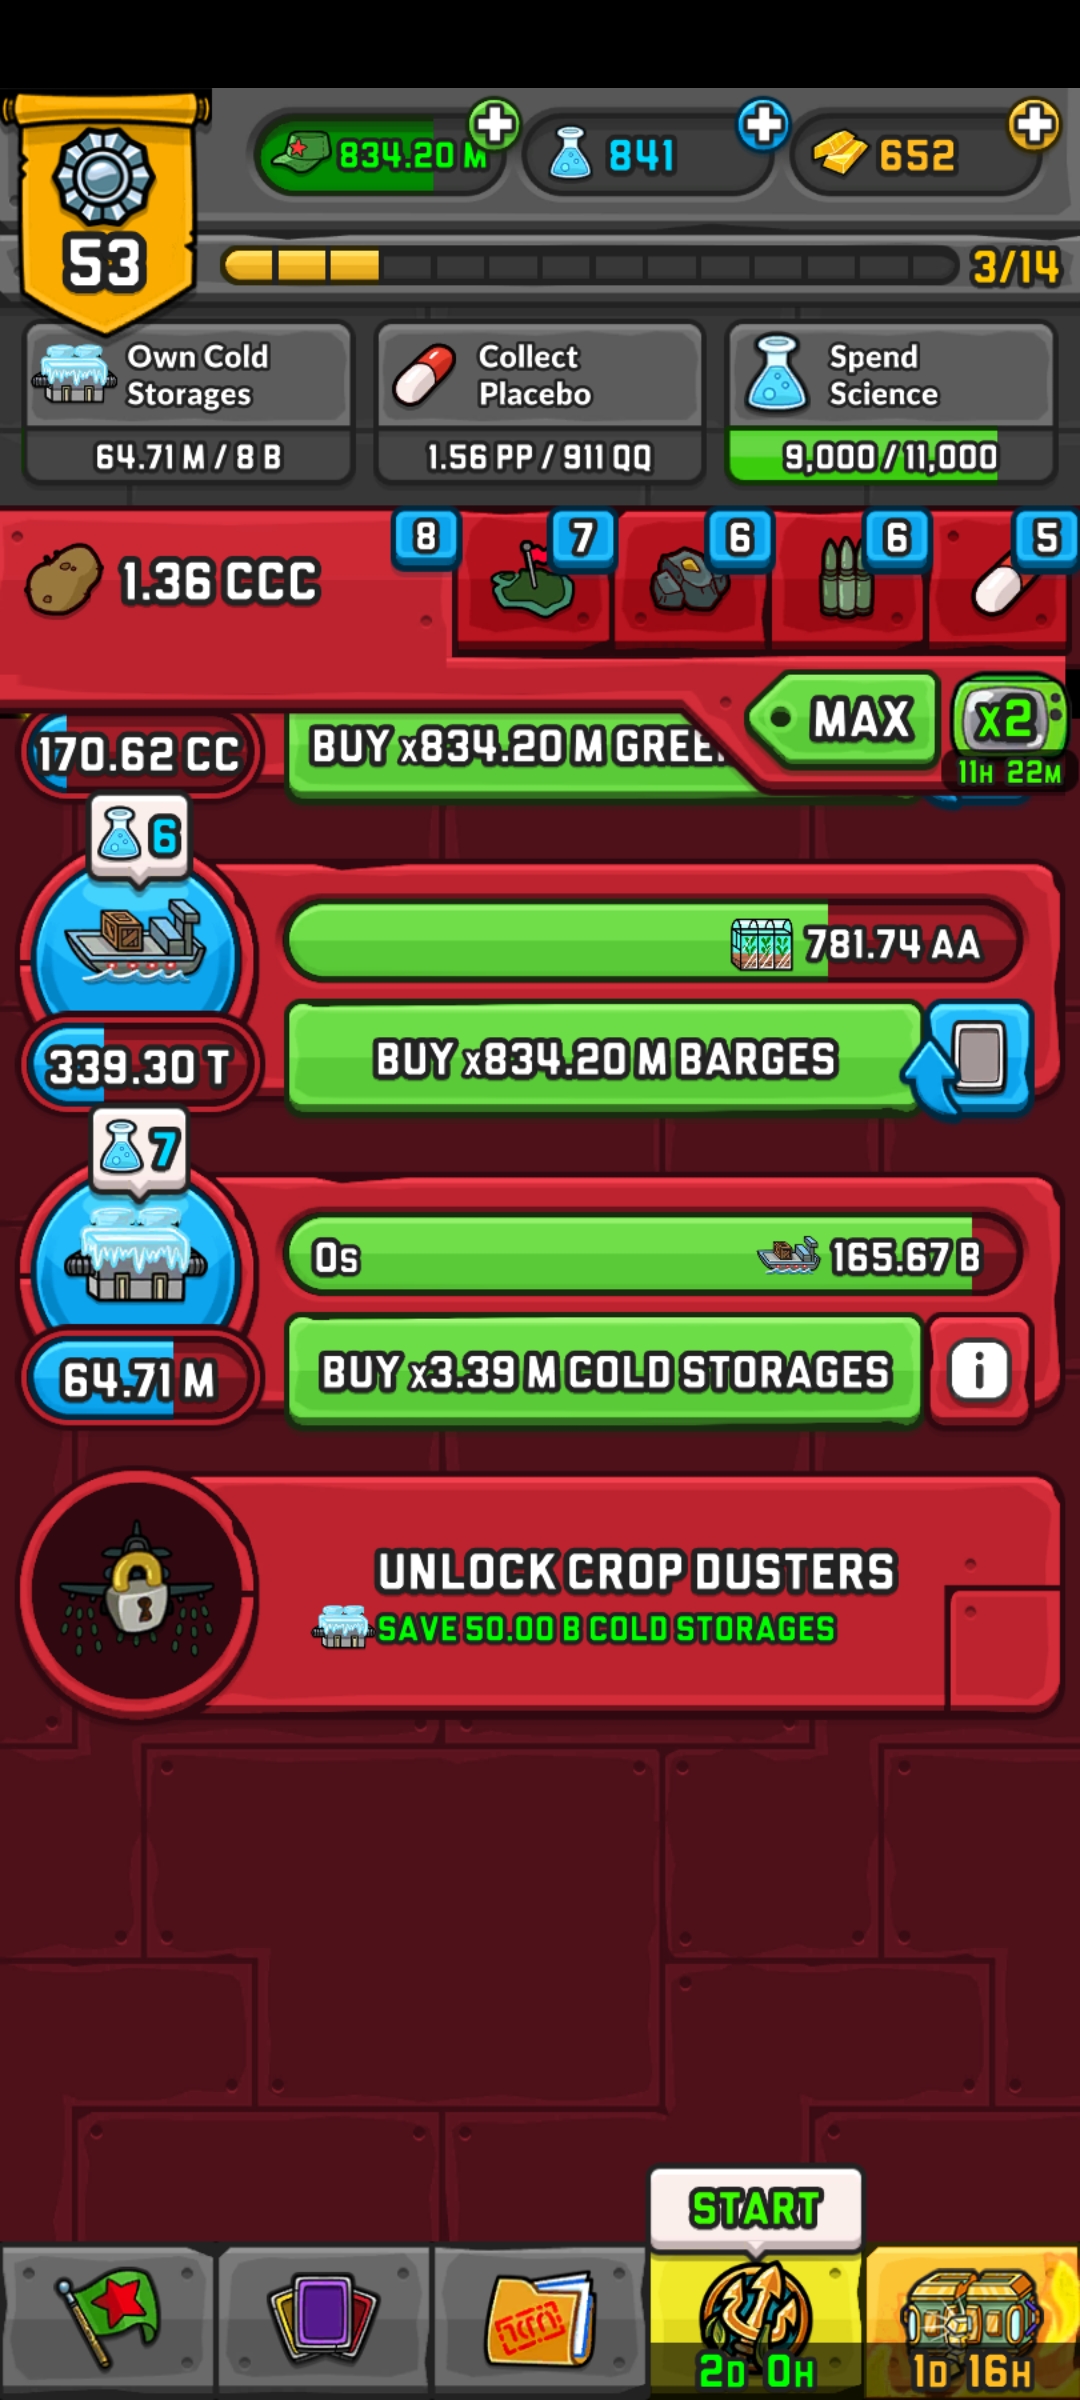 834.20 M
841
652
53
3/14
Own Cold
Storages
64.71 M / 8 B
Collect
Placebo
1.56 PP / 911 QQ
Spend
Science
9,000 / 11,000
1.36 CCC
8
7
6
6
5
MAX
x2
11H 22M
170.62 CC
BUY x834.20 M GREE
6
781.74 AA
339.30 T
BUY x834.20 M BARGES
7
0s
165.67 B
64.71 M
BUY x3.39 M COLD STORAGES
i
UNLOCK CROP DUSTERS
SAVE 50.00 B COLD STORAGES
START
2D 0H
1D 16H